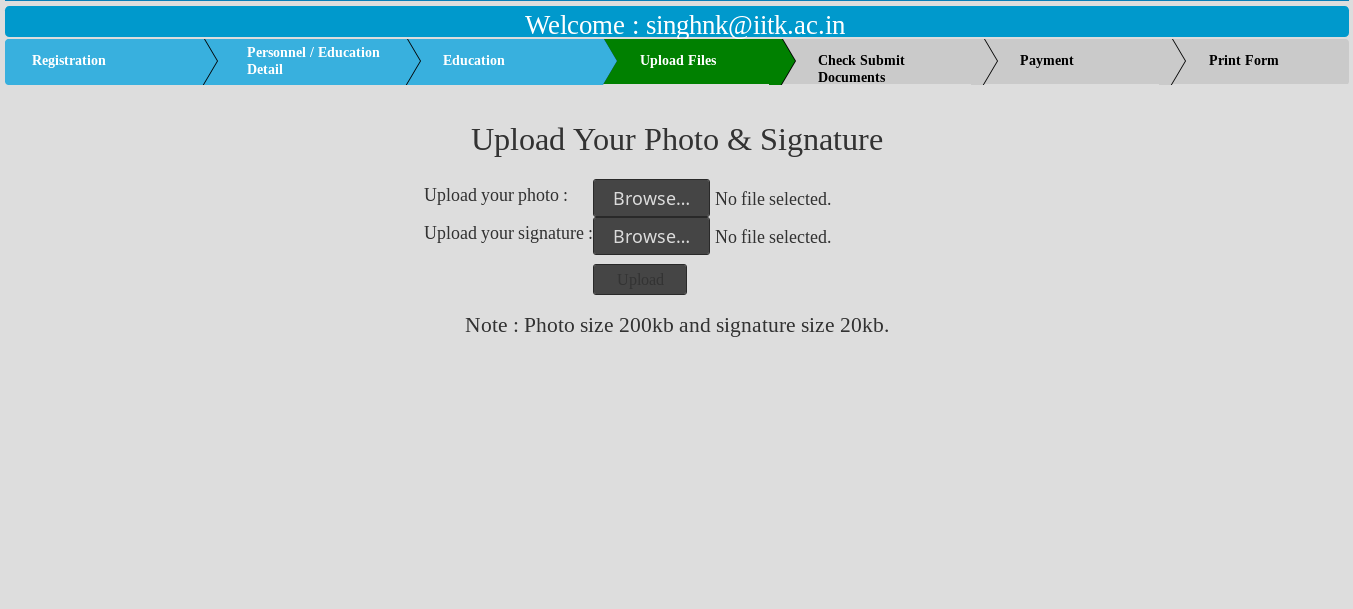 Welcome : singhnk@iitk.ac.in
Registration
Personnel / Education
Detail
Education
Upload Files
Check Submit
Documents
Payment
Print Form
Upload Your Photo & Signature
Upload your photo : Browse... No file selected.
Upload your signature : Browse... No file selected.
Upload
Note : Photo size 200kb and signature size 20kb.